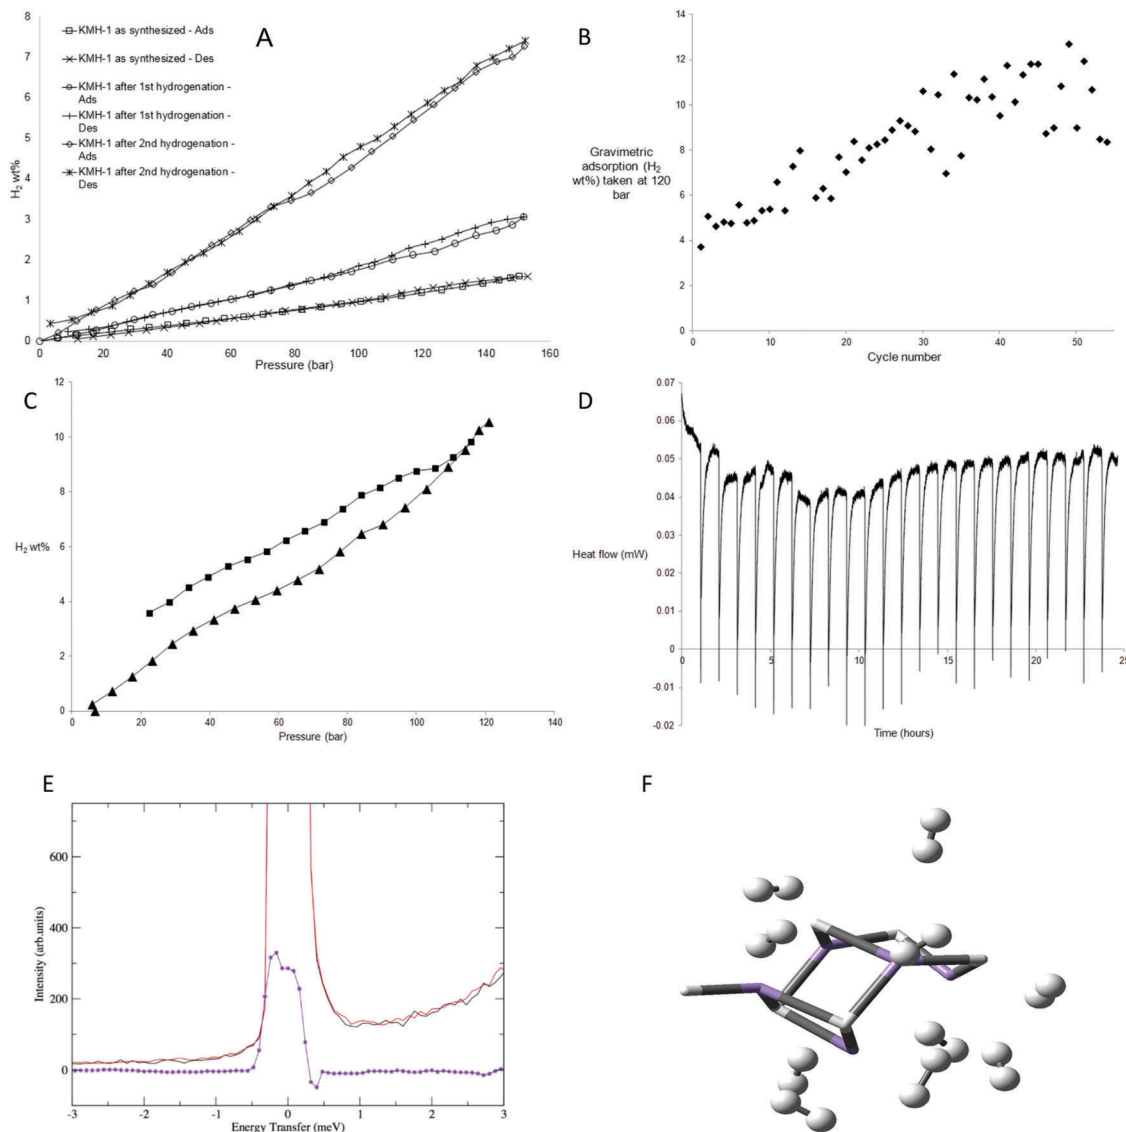 A
H2 wt%
8
7
6
5
4
3
2
1
0
KMH-1 as synthesized - Ads
KMH-1 as synthesized - Des
KMH-1 after 1st hydrogenation -
Ads
KMH-1 after 1st hydrogenation -
Des
KMH-1 after 2nd hydrogenation -
Ads
KMH-1 after 2nd hydrogenation -
Des
0 20 40 60 80 100 120 140 160
Pressure (bar)
B
Gravimetric
adsorption (H2
wt%) taken at 120
bar
14
12
10
8
6
4
2
0
0 10 20 30 40 50
Cycle number
C
H2 wt%
12
10
8
6
4
2
0
0 20 40 60 80 100 120 140
Pressure (bar)
D
Heat flow (mW)
0.07
0.06
0.05
0.04
0.03
0.02
0.01
0
-0.01
-0.02
0 5 10 15 20 25
Time (hours)
E
Intensity (arb.units)
600
400
200
0
-3 -2 -1 0 1 2 3
Energy Transfer (meV)
F